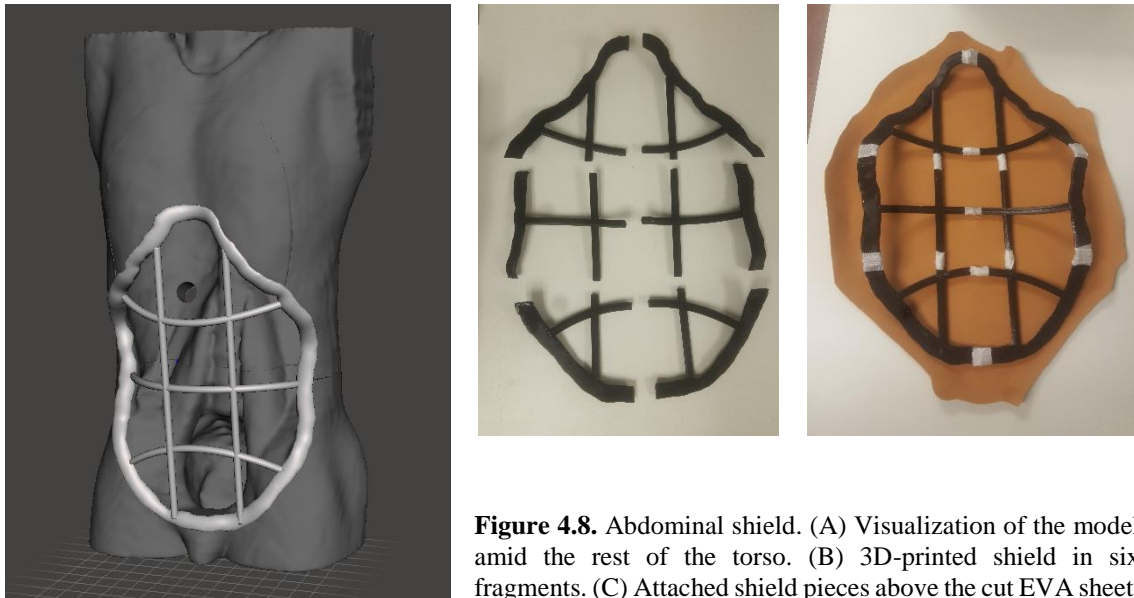 Figure 4.8. Abdominal shield. (A) Visualization of the model
amid the rest of the torso. (B) 3D-printed shield in six
fragments. (C) Attached shield pieces above the cut EVA sheet